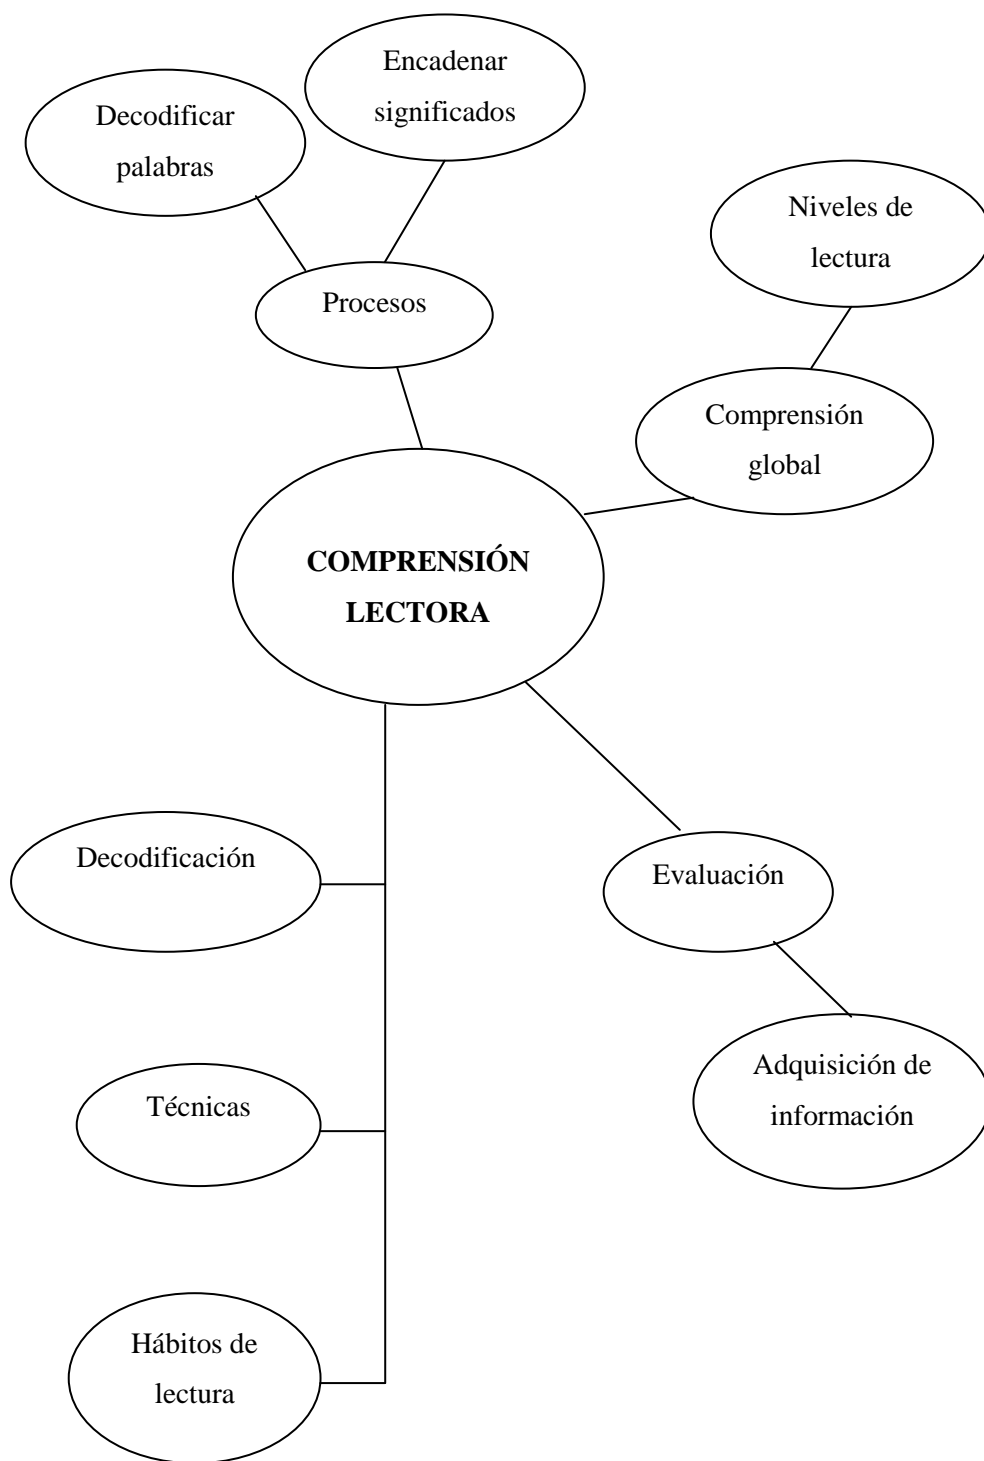 Encadenar
significados
Decodificar
palabras
Niveles de
lectura
Procesos
Comprensión
global
COMPRENSIÓN
LECTORA
Decodificación
Evaluación
Adquisición de
información
Técnicas
Hábitos de
lectura